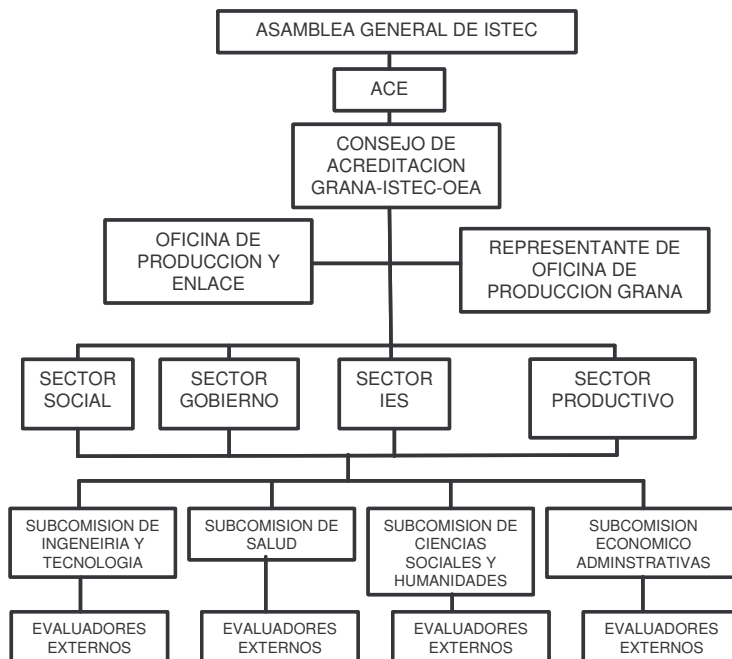 ASAMBLEA GENERAL DE ISTEC
ACE
CONSEJO DE
ACREDITACION
GRANA-ISTEC-OEA
OFICINA DE
PRODUCCION Y
ENLACE
REPRESENTANTE DE
OFICINA DE
PRODUCCION GRANA
SECTOR
SOCIAL
SECTOR
GOBIERNO
SECTOR
IES
SECTOR
PRODUCTIVO
SUBCOMISION DE
INGENEIRIA Y
TECNOLOGIA
SUBCOMISION DE
SALUD
SUBCOMISION DE
CIENCIAS
SOCIALES Y
HUMANIDADES
SUBCOMISION
ECONOMICO
ADMINSTRATIVAS
EVALUADORES
EXTERNOS
EVALUADORES
EXTERNOS
EVALUADORES
EXTERNOS
EVALUADORES
EXTERNOS